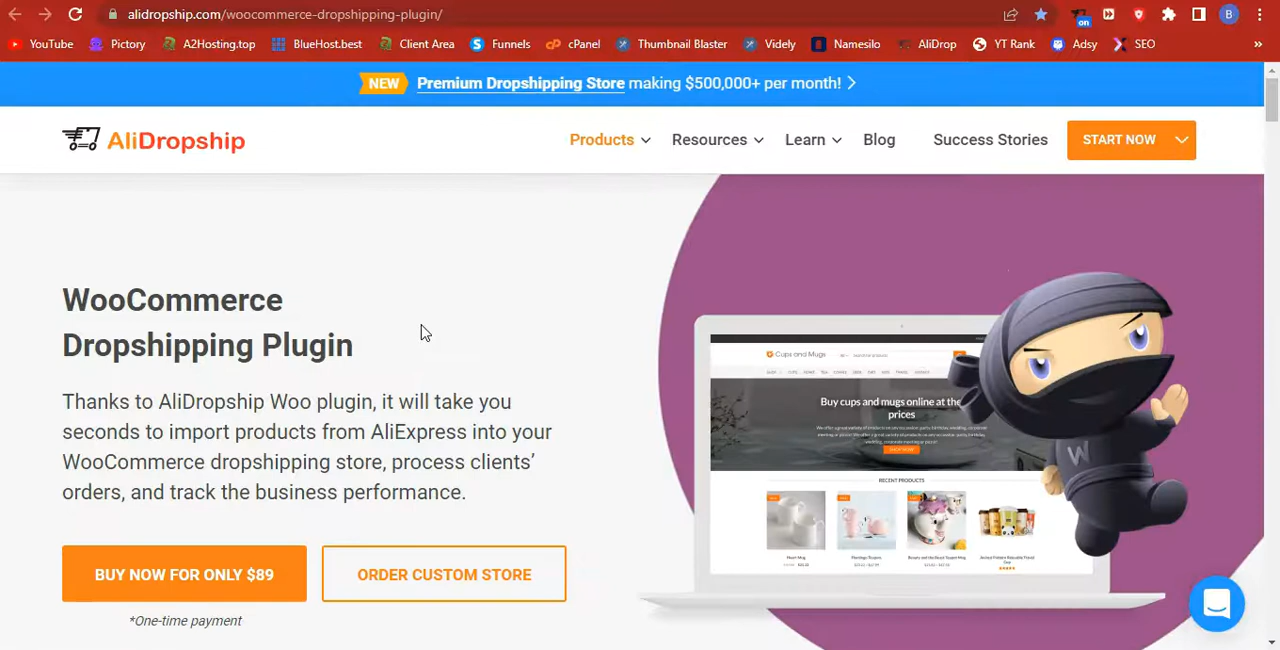 alidropship.com/woocommerce-dropshipping-plugin/
on
B
YouTube Pictory A2Hosting.top BlueHost.best Client Area Funnels cPanel Thumbnail Blaster Videly Namesilo AliDrop YT Rank Adsy SEO »
NEW Premium Dropshipping Store making $500,000+ per month!
AliDropship Products Resources Learn Blog Success Stories START NOW
WooCommerce
Dropshipping Plugin
Thanks to AliDropship Woo plugin, it will take you
seconds to import products from AliExpress into your
WooCommerce dropshipping store, process clients'
orders, and track the business performance.
BUY NOW FOR ONLY $89 ORDER CUSTOM STORE
*One-time payment
Cups and Mugs
Buy cups and mugs online at the
prices
SHOP NOW
RECENT PRODUCTS
Heart Mug
W